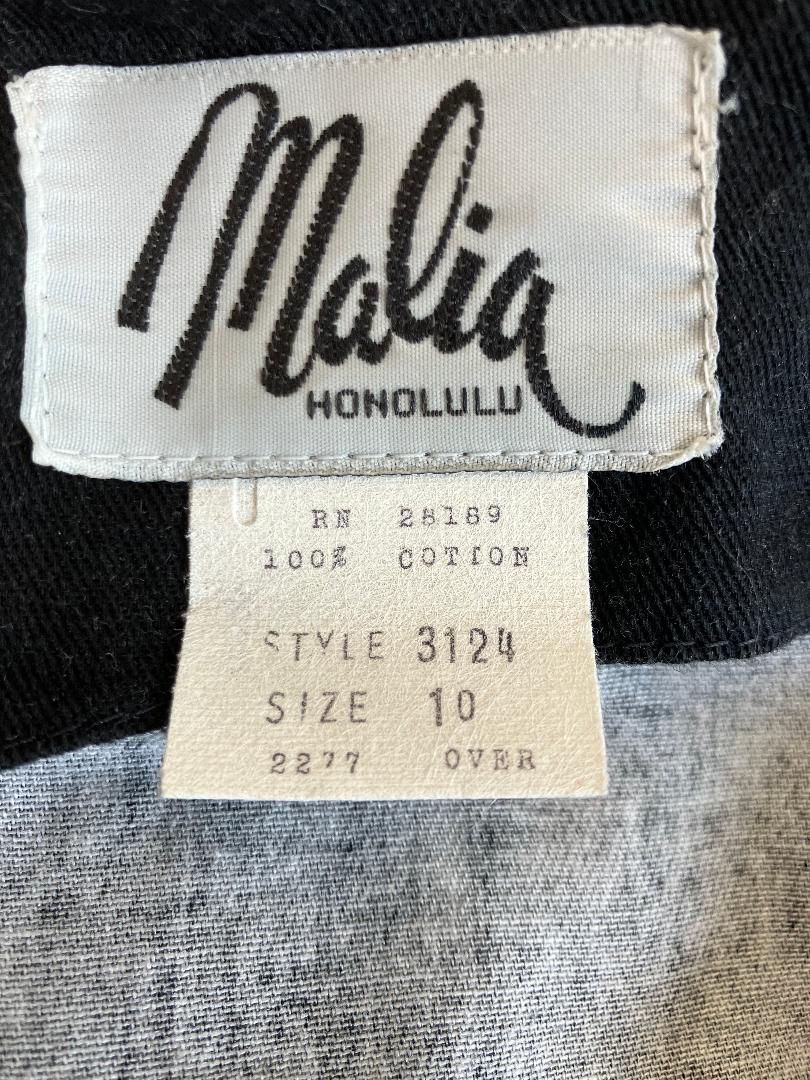 Malia
HONOLULU
RN 28189
100% COTTON
STYLE 3124
SIZE 10
2277 OVER